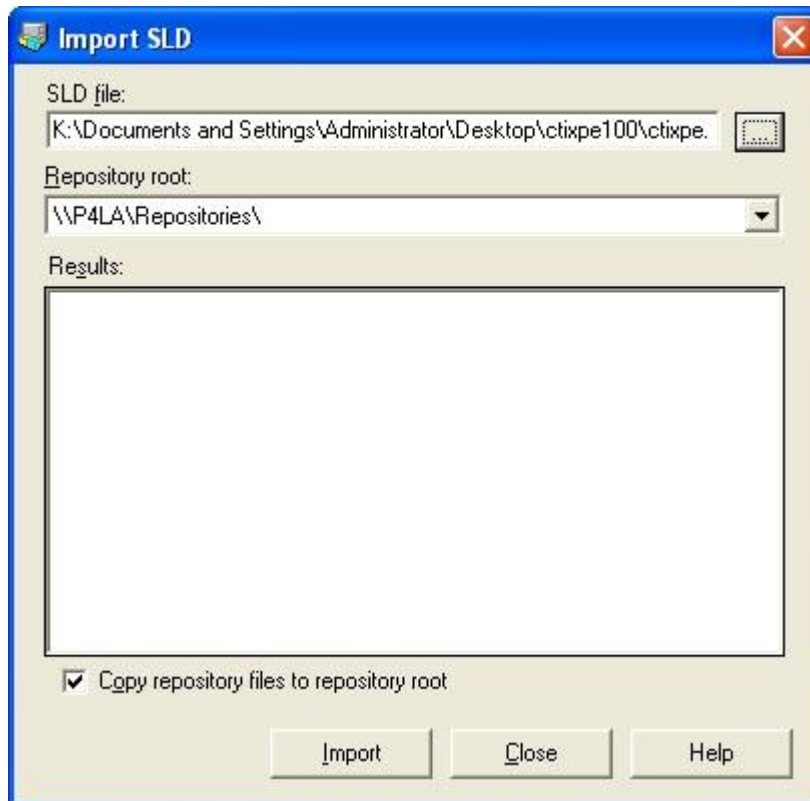 Import SLD
SLD file:
K:\Documents and Settings\Administrator\Desktop\ctixpe100\ctixpe.
...
Repository root:
\\P4LA\Repositories\
Results:
Copy repository files to repository root
Import
Close
Help